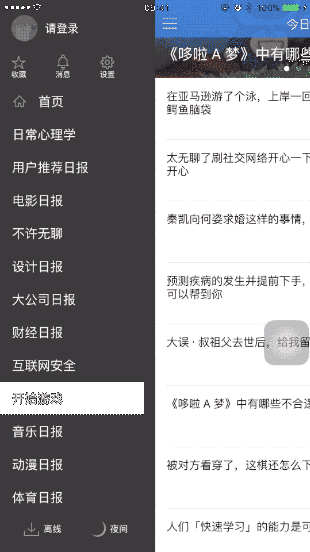 09:41
100%
请登录
收藏 消息 设置
首页
日常心理学
用户推荐日报
电影日报
不许无聊
设计日报
大公司日报
财经日报
互联网安全
开始游戏
音乐日报
动漫日报
体育日报
离线 夜间
今日
《哆啦 A 梦》中有哪些
在亚马逊游了个泳，上岸一回
鳄鱼脑袋
太无聊了刷社交网络开心一下
开心
秦凯向何姿求婚这样的事情，
预测疾病的发生并提前下手，
可以帮到你
大误 · 叔祖父去世后，给我留
《哆啦 A 梦》中有哪些不合逻
被对方看穿了，这棋还怎么下
人们「快速学习」的能力是可